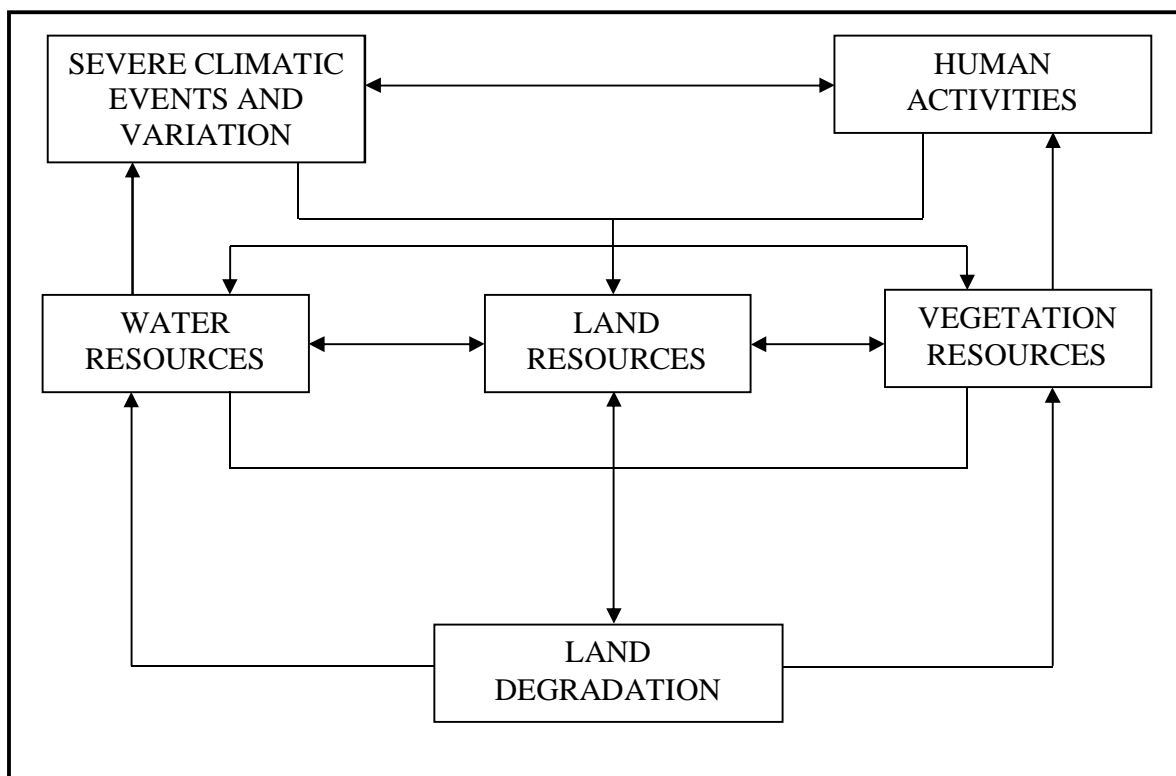 SEVERE CLIMATIC
EVENTS AND
VARIATION
HUMAN
ACTIVITIES
WATER
RESOURCES
LAND
RESOURCES
VEGETATION
RESOURCES
LAND
DEGRADATION